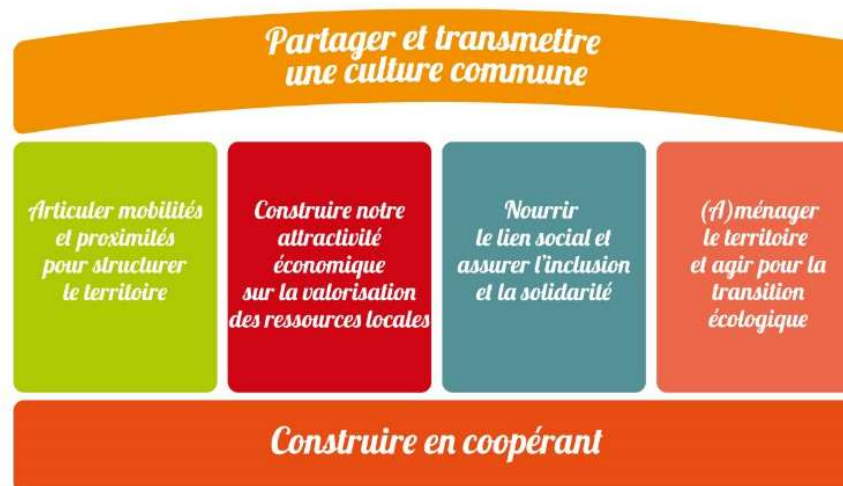 Partager et transmettre
une culture commune
Articuler mobilités
et proximités
pour structurer
le territoire
Construire notre
attractivité
économique
sur la valorisation
des ressources locales
Nourrir
le lien social et
assurer l'inclusion
et la solidarité
(A)ménager
le territoire
et agir pour la
transition
écologique
Construire en coopérant